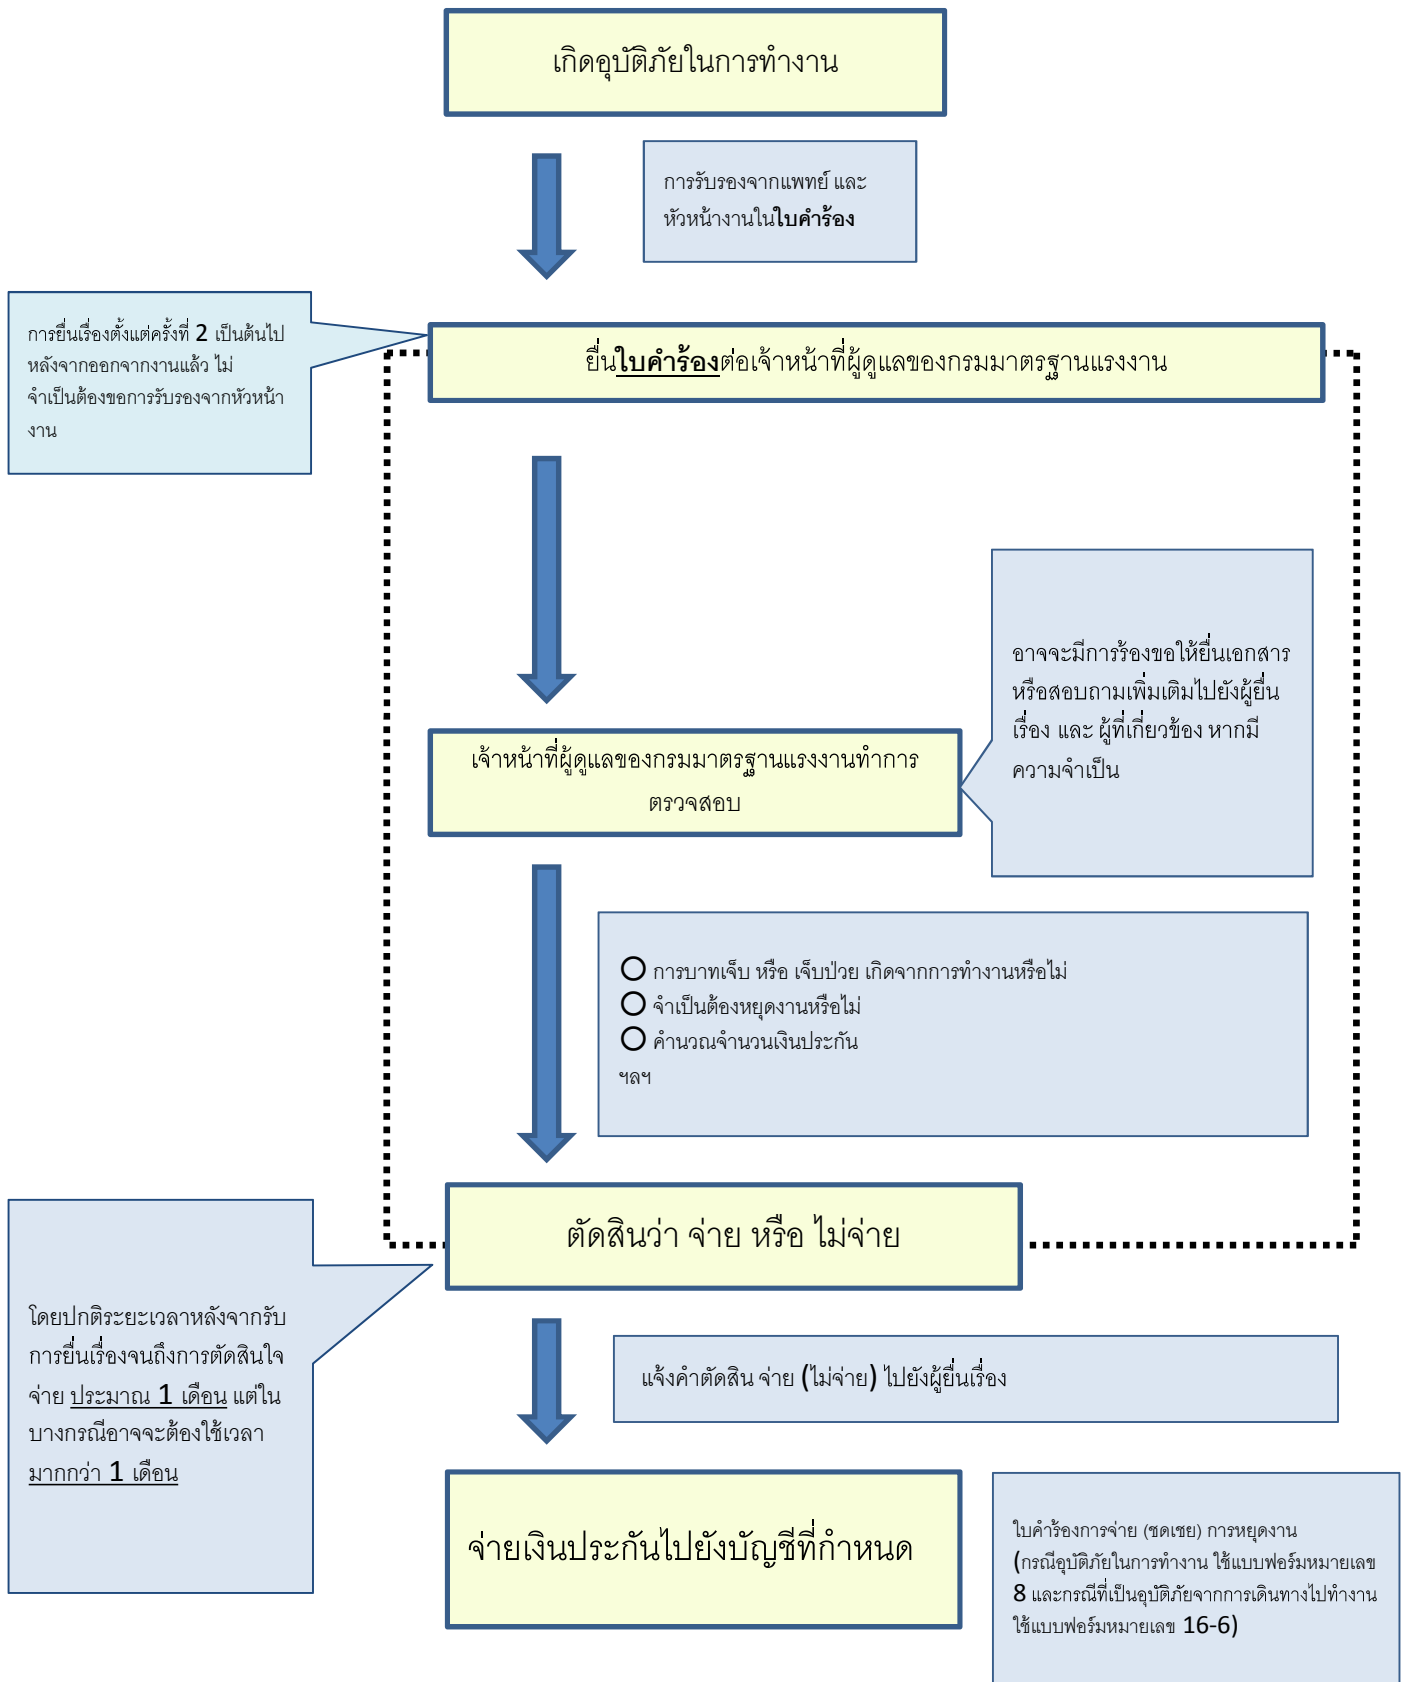 เกิดอุบัติภัยในการทำงาน
การรับรองจากแพทย์ และ
หัวหน้างานในใบคำร้อง
การยื่นเรื่องตั้งแต่ครั้งที่ 2 เป็นต้นไป
หลังจากออกจากงานแล้ว ไม่
จำเป็นต้องขอการรับรองจากหัวหน้า
งาน
ยื่นใบคำร้องต่อเจ้าหน้าที่ผู้ดูแลของกรมมาตรฐานแรงงาน
อาจจะมีการร้องขอให้ยื่นเอกสาร
หรือสอบถามเพิ่มเติมไปยังผู้ยื่น
เรื่อง และ ผู้ที่เกี่ยวข้อง หากมี
ความจำเป็น
เจ้าหน้าที่ผู้ดูแลของกรมมาตรฐานแรงงานทำการ
ตรวจสอบ
〇 การบาทเจ็บ หรือ เจ็บป่วย เกิดจากการทำงานหรือไม่
〇 จำเป็นต้องหยุดงานหรือไม่
〇 คำนวณจำนวนเงินประกัน
ฯลฯ
ตัดสินว่า จ่าย หรือ ไม่จ่าย
โดยปกติระยะเวลาหลังจากรับ
การยื่นเรื่องจนถึงการตัดสินใจ
จ่าย ประมาณ 1 เดือน แต่ใน
บางกรณีอาจจะต้องใช้เวลา
มากกว่า 1 เดือน
แจ้งคำตัดสิน จ่าย (ไม่จ่าย) ไปยังผู้ยื่นเรื่อง
จ่ายเงินประกันไปยังบัญชีที่กำหนด
ใบคำร้องการจ่าย (ชดเชย) การหยุดงาน
(กรณีอุบัติภัยในการทำงาน ใช้แบบฟอร์มหมายเลข
8 และกรณีที่เป็นอุบัติภัยจากการเดินทางไปทำงาน
ใช้แบบฟอร์มหมายเลข 16-6)